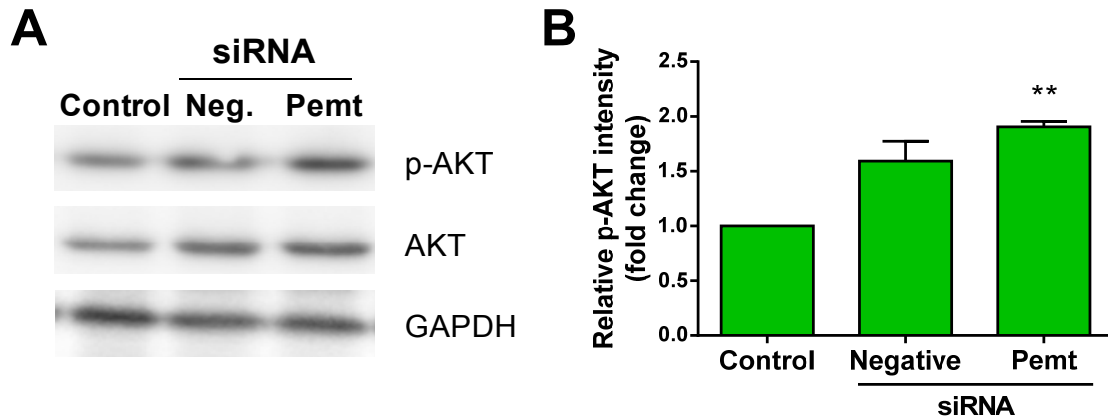 A
siRNA
Control Neg. Pemt
p-AKT
AKT
GAPDH
B
Relative p-AKT intensity
(fold change)
2.5
2.0
1.5
1.0
0.5
0.0
**
Control Negative Pemt
siRNA